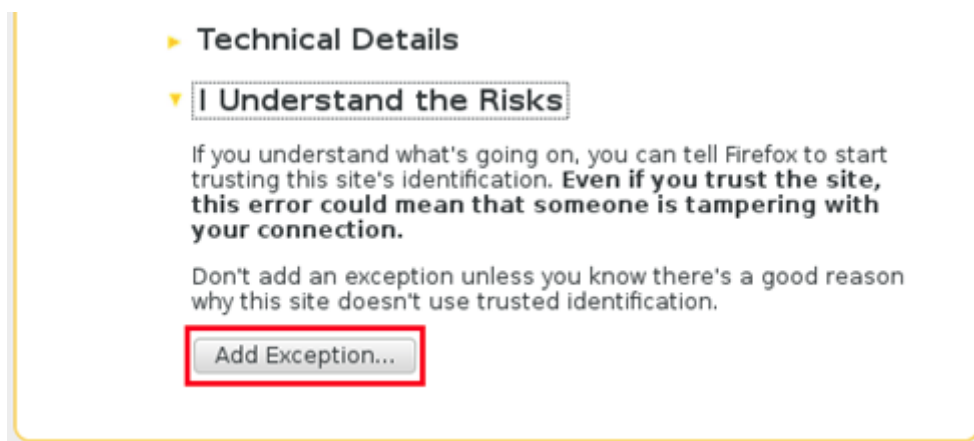 Technical Details
I Understand the Risks
If you understand what's going on, you can tell Firefox to start
trusting this site's identification. Even if you trust the site,
this error could mean that someone is tampering with
your connection.
Don't add an exception unless you know there's a good reason
why this site doesn't use trusted identification.
Add Exception...